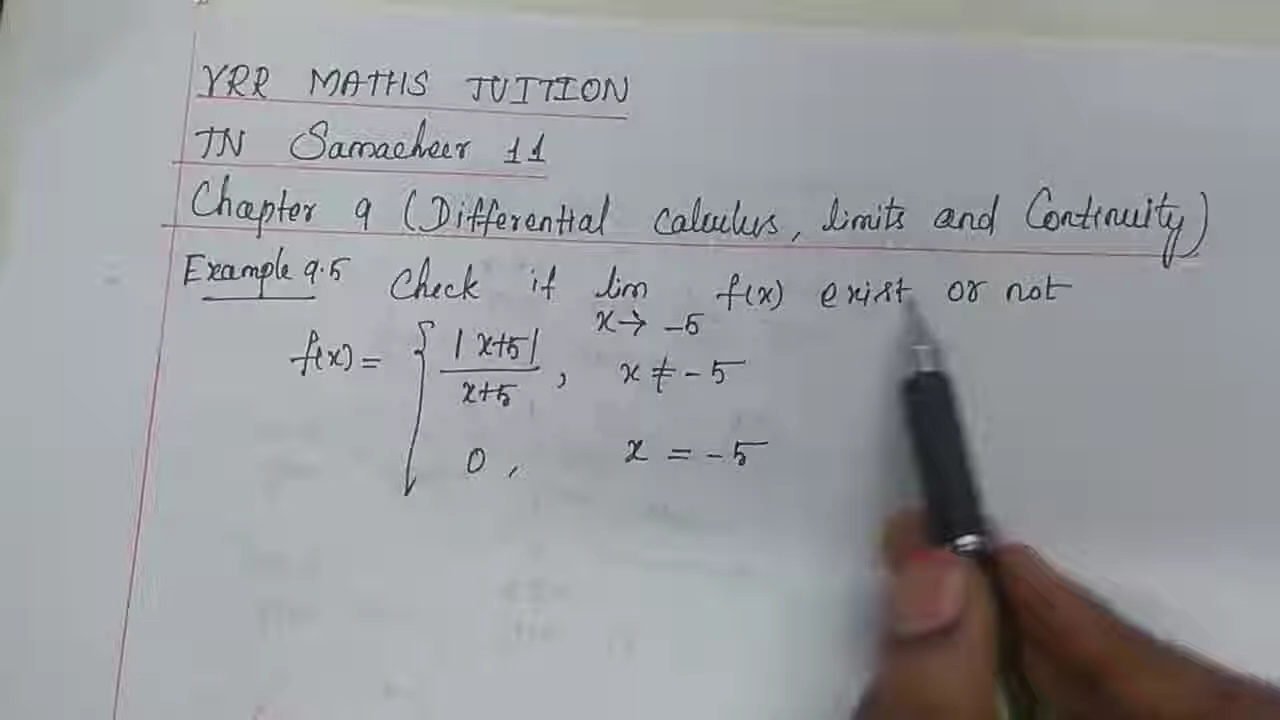 YRR MATHS TUITION
TN Samacheer 11
Chapter 9 (Differential calculus, limits and Continuity)
Example 9.5 Check if lim f(x) exist or not
x → -5
f(x) = { |x+5| / x+5 , x ≠ -5
0 , x = -5